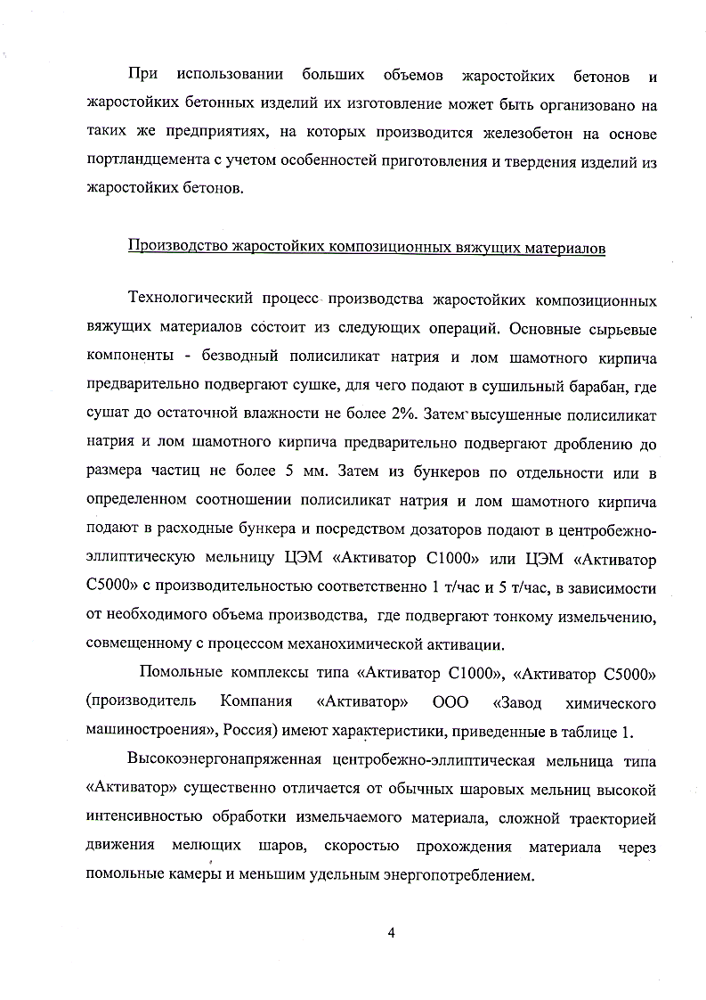 При использовании больших объемов жаростойких бетонов и
жаростойких бетонных изделий их изготовление может быть организовано на
таких же предприятиях, на которых производится железобетон на основе
портландцемента с учетом особенностей приготовления и твердения изделий из
жаростойких бетонов.
Производство жаростойких композиционных вяжущих материалов
Технологический процесс производства жаростойких композиционных
вяжущих материалов состоит из следующих операций. Основные сырьевые
компоненты - безводный полисиликат натрия и лом шамотного кирпича
предварительно подвергают сушке, для чего подают в сушильный барабан, где
сушат до остаточной влажности не более 2%. Затем высушенные полисиликат
натрия и лом шамотного кирпича предварительно подвергают дроблению до
размера частиц не более 5 мм. Затем из бункеров по отдельности или в
определенном соотношении полисиликат натрия и лом шамотного кирпича
подают в расходные бункера и посредством дозаторов подают в центробежно-
эллиптическую мельницу ЦЭМ «Активатор С1000» или ЦЭМ «Активатор
С5000» с производительностью соответственно 1 т/час и 5 т/час, в зависимости
от необходимого объема производства, где подвергают тонкому измельчению,
совмещенному с процессом механохимической активации.
Помольные комплексы типа «Активатор С1000», «Активатор С5000»
(производитель Компания «Активатор» ООО «Завод химического
машиностроения», Россия) имеют характеристики, приведенные в таблице 1.
Высокоэнергонапряженная центробежно-эллиптическая мельница типа
«Активатор» существенно отличается от обычных шаровых мельниц высокой
интенсивностью обработки измельчаемого материала, сложной траекторией
движения мелющих шаров, скоростью прохождения материала через
помольные камеры и меньшим удельным энергопотреблением.
4